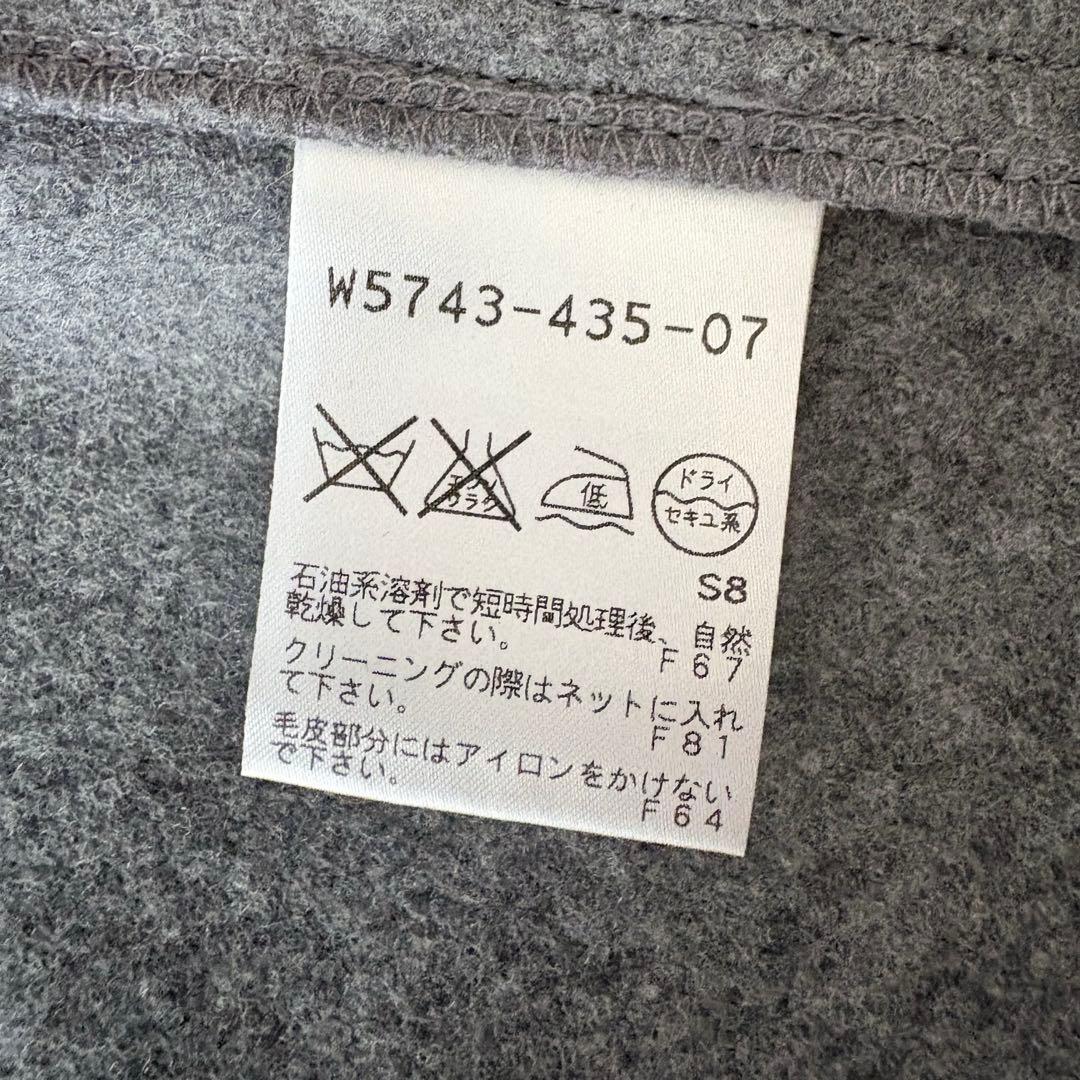 W5743-435-07
エンソ
サラシ
低
ドライ
セキユ系
S8
石油系溶剤で短時間処理後、自然
乾燥して下さい。
F67
クリーニングの際はネットに入れ
て下さい。
F81
毛皮部分にはアイロンをかけない
で下さい。
F64